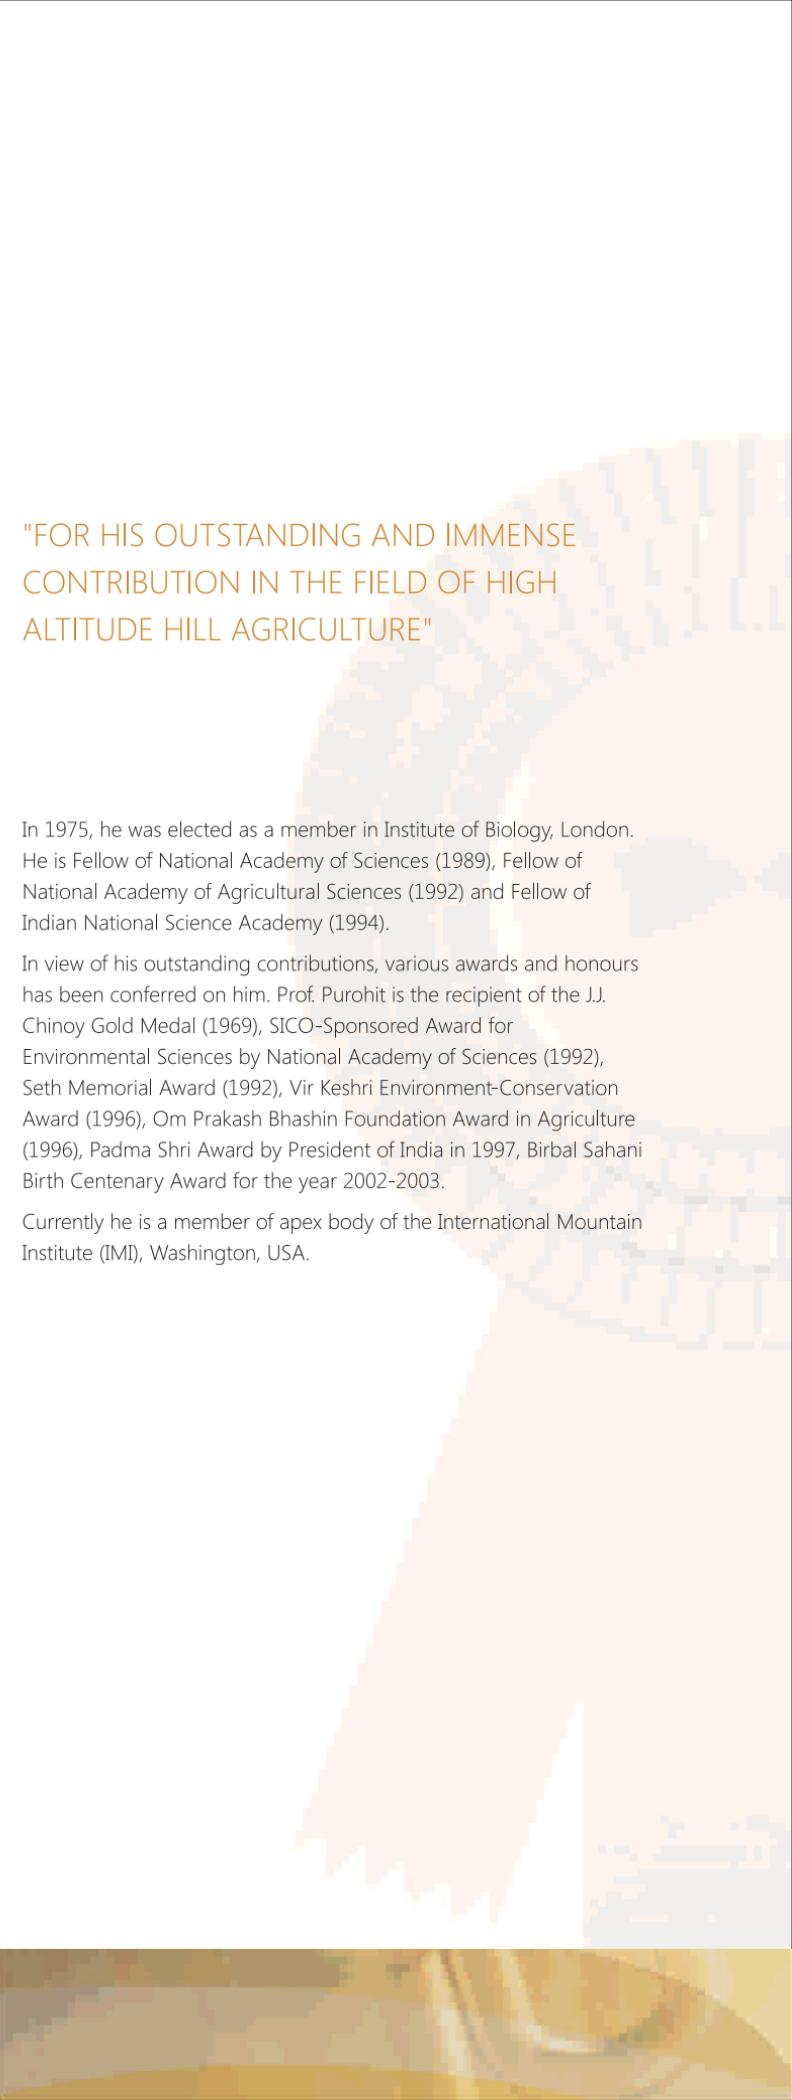 "FOR HIS OUTSTANDING AND IMMENSE
CONTRIBUTION IN THE FIELD OF HIGH
ALTITUDE HILL AGRICULTURE"
In 1975, he was elected as a member in Institute of Biology, London.
He is Fellow of National Academy of Sciences (1989), Fellow of
National Academy of Agricultural Sciences (1992) and Fellow of
Indian National Science Academy (1994).
In view of his outstanding contributions, various awards and honours
has been conferred on him. Prof. Purohit is the recipient of the J.J.
Chinoy Gold Medal (1969), SICO-Sponsored Award for
Environmental Sciences by National Academy of Sciences (1992),
Seth Memorial Award (1992), Vir Keshri Environment-Conservation
Award (1996), Om Prakash Bhashin Foundation Award in Agriculture
(1996), Padma Shri Award by President of India in 1997, Birbal Sahani
Birth Centenary Award for the year 2002-2003.
Currently he is a member of apex body of the International Mountain
Institute (IMI), Washington, USA.